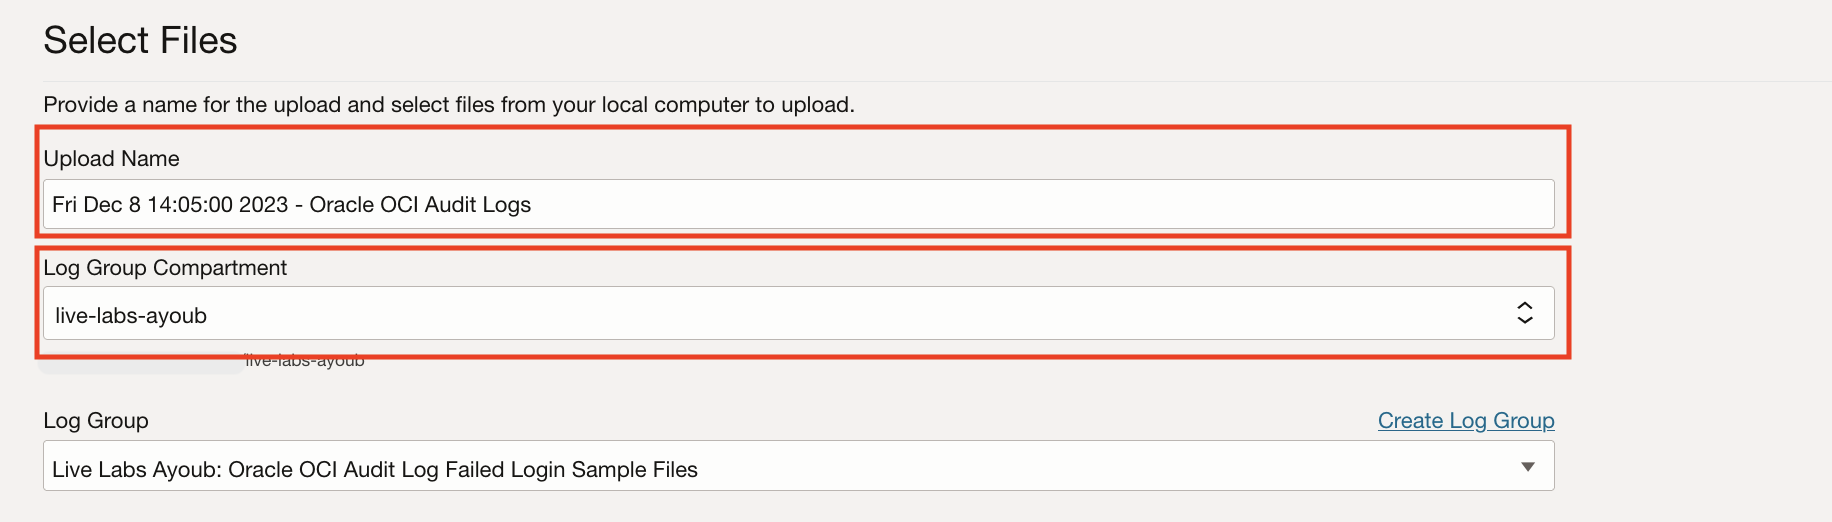 Select Files
Provide a name for the upload and select files from your local computer to upload.
Upload Name
Fri Dec 8 14:05:00 2023 - Oracle OCI Audit Logs
Log Group Compartment
live-labs-ayoub
/live-labs-ayoub
Log Group
Create Log Group
Live Labs Ayoub: Oracle OCI Audit Log Failed Login Sample Files